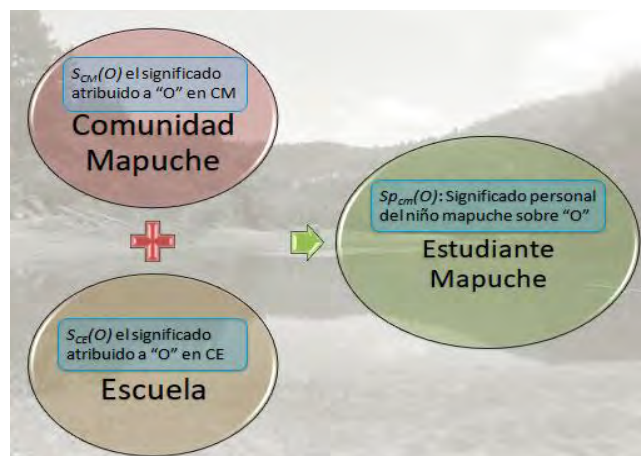 S_CM(O) el significado
atribuido a “O” en CM
Comunidad
Mapuche
S_CE(O) el significado
atribuido a “O” en CE
Escuela
Sp_cm(O): Significado personal
del niño mapuche sobre “O”
Estudiante
Mapuche